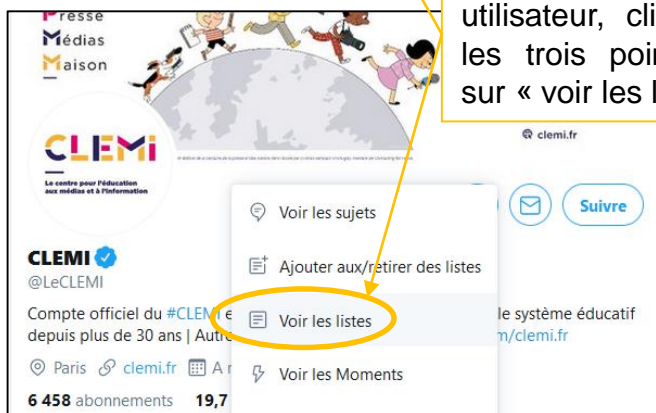 Presse
Médias
Maison
utilisateur, cli
les trois poi
sur « voir les l
clemi.fr
CLEMI
Le centre pour l'éducation
aux médias et à l'information
Voir les sujets
Suivre
CLEMI
@LeCLEMI
Ajouter aux/retirer des listes
Compte officiel du #CLEMI e
le système éducatif
Voir les listes
depuis plus de 30 ans | Autre
m/clemi.fr
Paris clemi.fr A r
Voir les Moments
6 458 abonnements 19,7